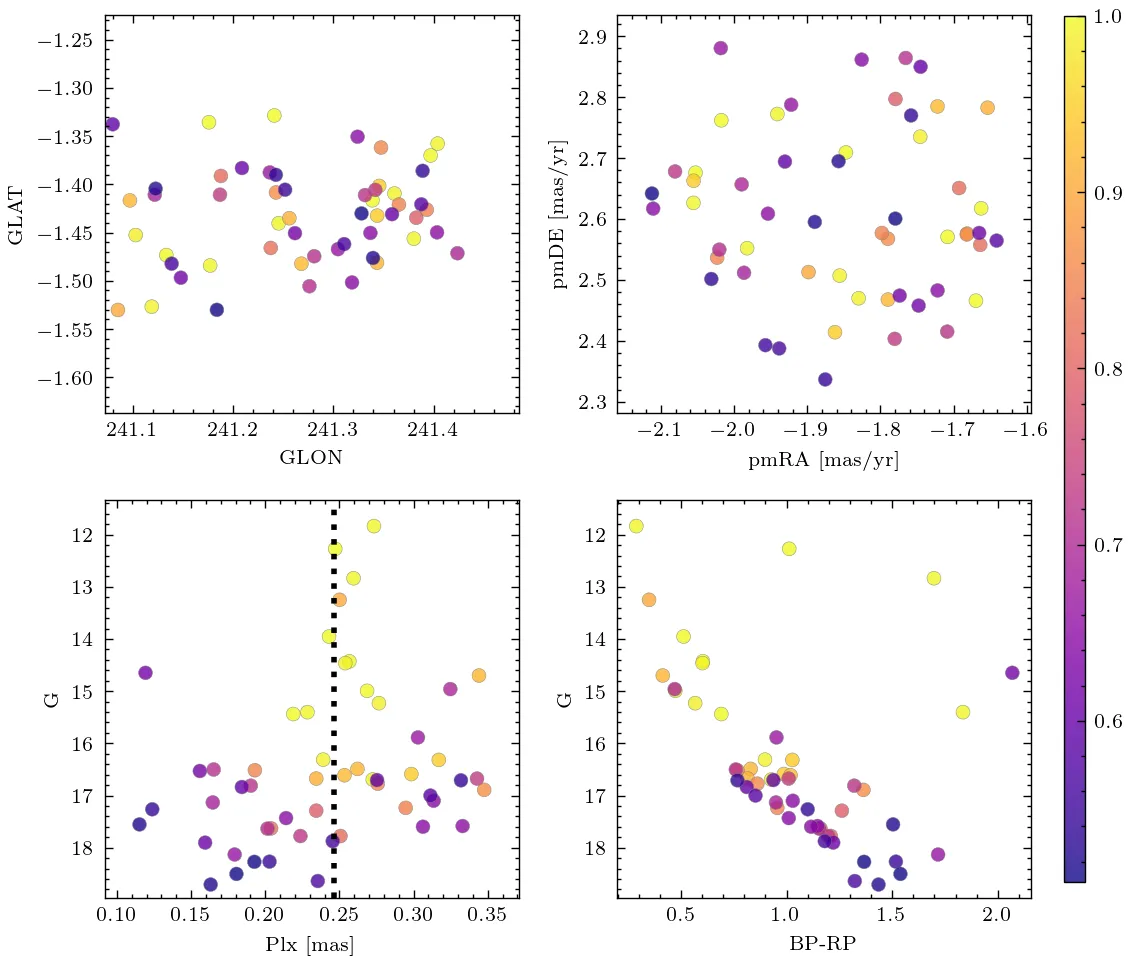 −1.25
−1.30
−1.35
−1.40
−1.45
−1.50
−1.55
−1.60
GLAT
241.1 241.2 241.3 241.4
GLON
2.9
2.8
2.7
2.6
2.5
2.4
2.3
pmDE [mas/yr]
−2.1 −2.0 −1.9 −1.8 −1.7 −1.6
pmRA [mas/yr]
1.0
0.9
0.8
0.7
0.6
12
13
14
15
16
17
18
G
0.10 0.15 0.20 0.25 0.30 0.35
Plx [mas]
12
13
14
15
16
17
18
G
0.5 1.0 1.5 2.0
BP-RP